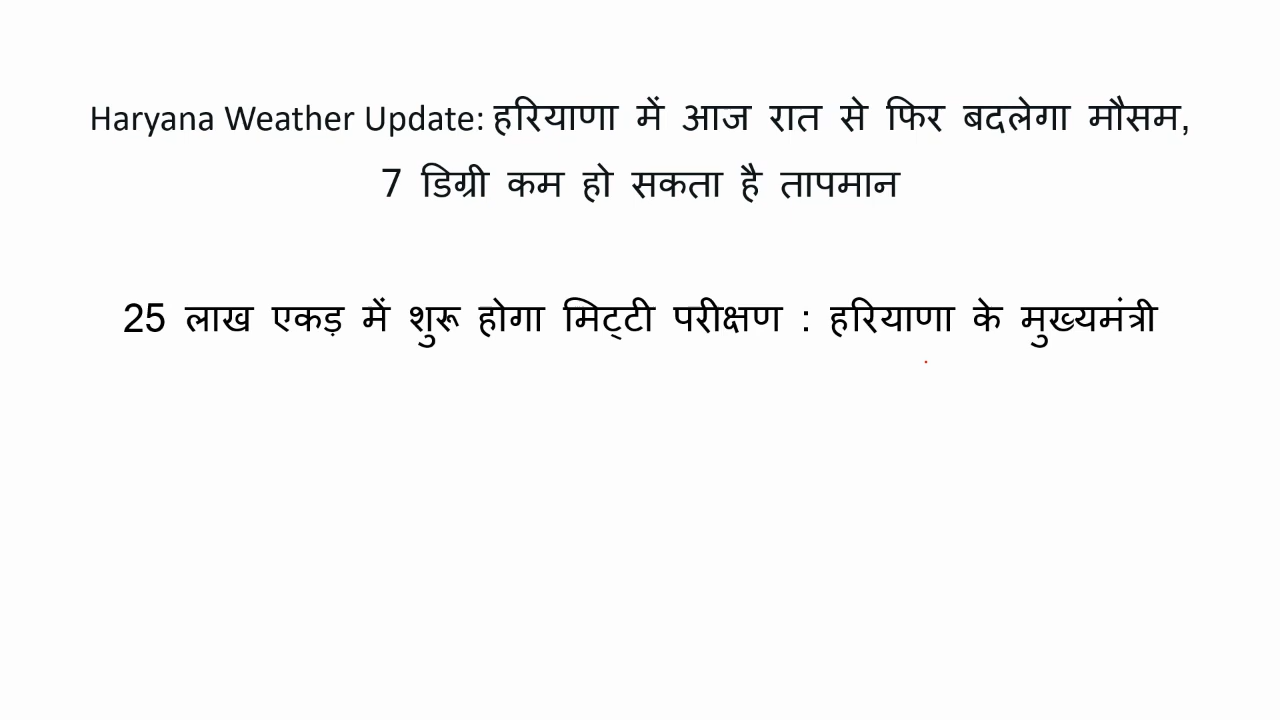 Haryana Weather Update: हरियाणा में आज रात से फिर बदलेगा मौसम,
7 डिग्री कम हो सकता है तापमान
25 लाख एकड़ में शुरू होगा मिट्टी परीक्षण : हरियाणा के मुख्यमंत्री